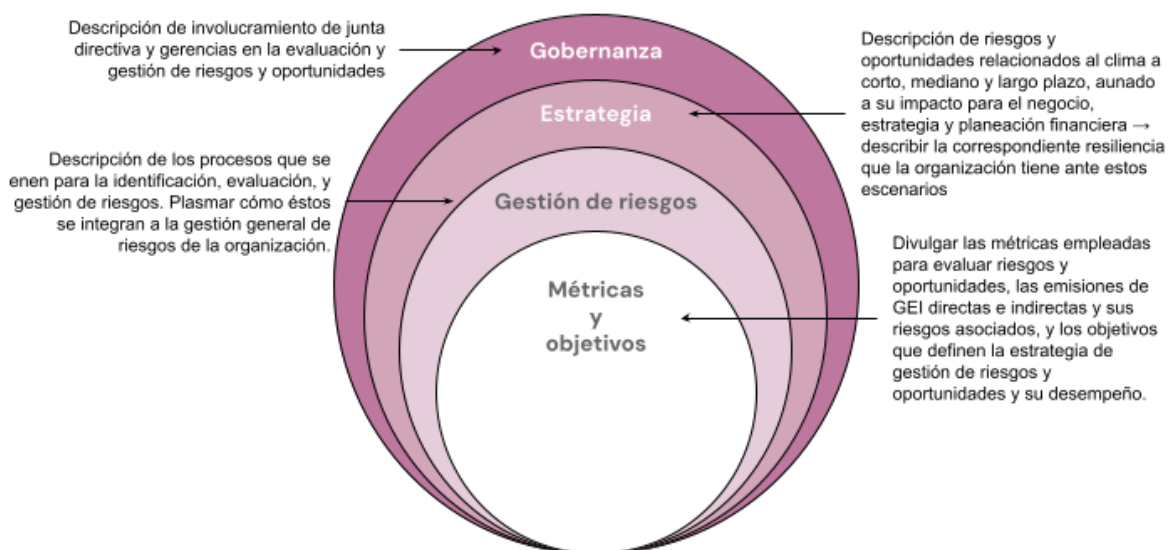 Descripción de involucramiento de junta
directiva y gerencias en la evaluación y
gestión de riesgos y oportunidades
Gobernanza
Descripción de riesgos y
oportunidades relacionados al clima a
corto, mediano y largo plazo, aunado
a su impacto para el negocio,
estrategia y planeación financiera →
describir la correspondiente resiliencia
que la organización tiene ante estos
escenarios
Estrategia
Descripción de los procesos que se
enen para la identificación, evaluación, y
gestión de riesgos. Plasmar cómo éstos
se integran a la gestión general de
riesgos de la organización.
Gestión de riesgos
Métricas
y
objetivos
Divulgar las métricas empleadas
para evaluar riesgos y
oportunidades, las emisiones de
GEI directas e indirectas y sus
riesgos asociados, y los objetivos
que definen la estrategia de
gestión de riesgos y
oportunidades y su desempeño.